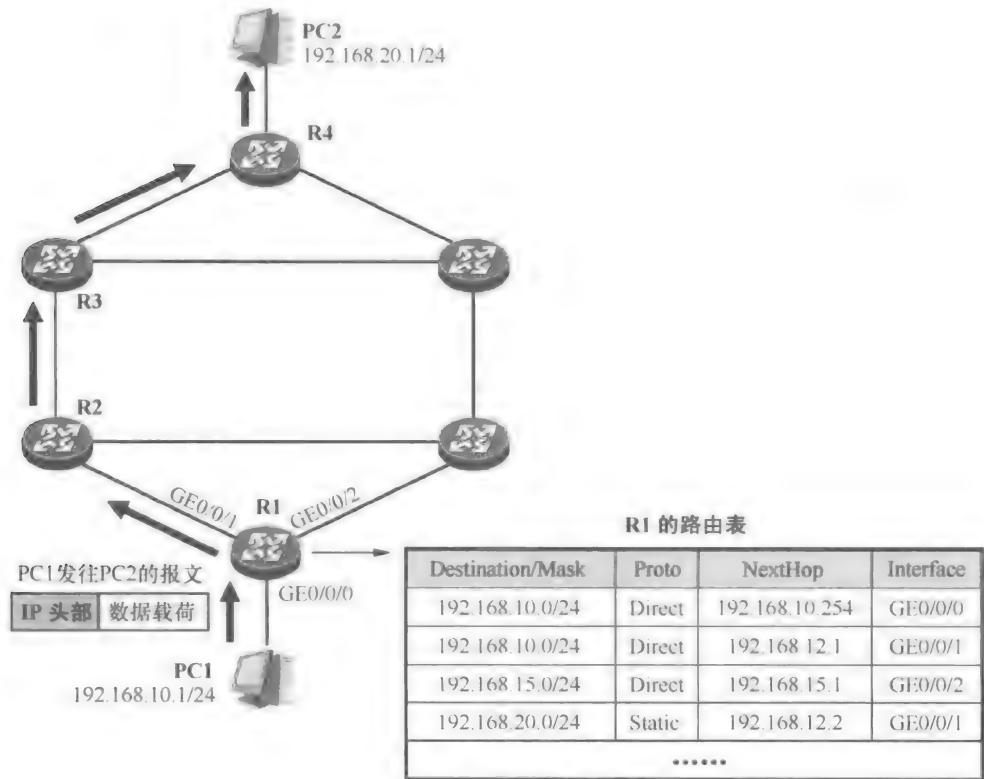 PC2
192.168.20.1/24
R4
R3
R2
GE0/0/1
R1
GE0/0/2
GE0/0/0
PC1发往PC2的报文
IP 头部 数据载荷
PC1
192.168.10.1/24
R1 的路由表
Destination/Mask Proto NextHop Interface
192.168.10.0/24 Direct 192.168.10.254 GE0/0/0
192.168.10.0/24 Direct 192.168.12.1 GE0/0/1
192.168.15.0/24 Direct 192.168.15.1 GE0/0/2
192.168.20.0/24 Static 192.168.12.2 GE0/0/1
······